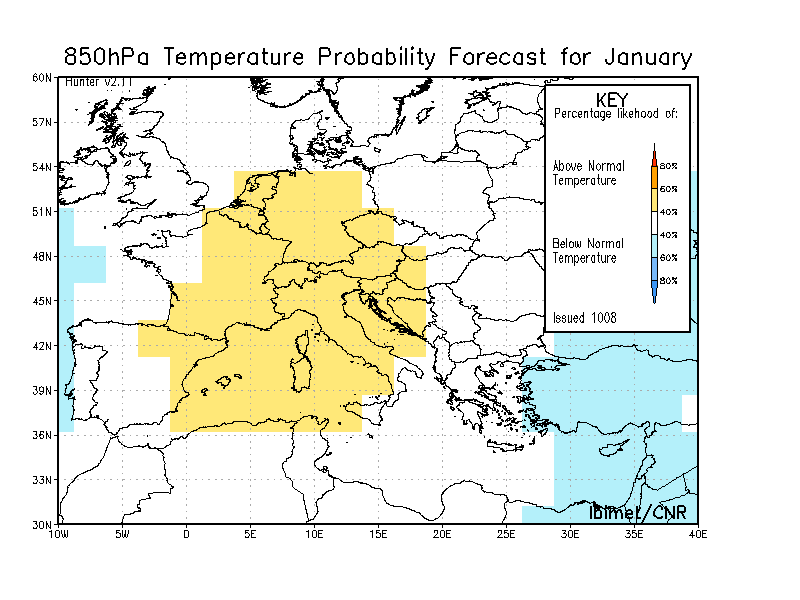 850hPa Temperature Probability Forecast for January
Hunter v2.11
KEY
Percentage likehood of:
Above Normal
Temperature
80%
60%
40%
Below Normal
Temperature
40%
60%
80%
Issued 1008
Ibimet/CNR
60N
57N
54N
51N
48N
45N
42N
39N
36N
33N
30N
10W
5W
0
5E
10E
15E
20E
25E
30E
35E
40E